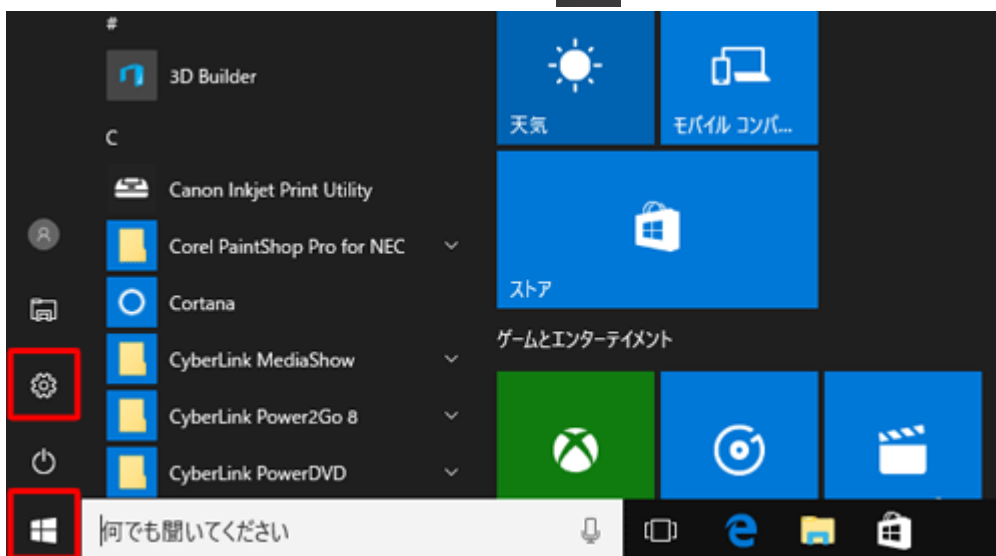 #
3D Builder
C
Canon Inkjet Print Utility
Corel PaintShop Pro for NEC
Cortana
CyberLink MediaShow
CyberLink Power2Go 8
CyberLink PowerDVD
天気
モバイル コンパ...
ストア
ゲームとエンターテイメント
何でも聞いてください